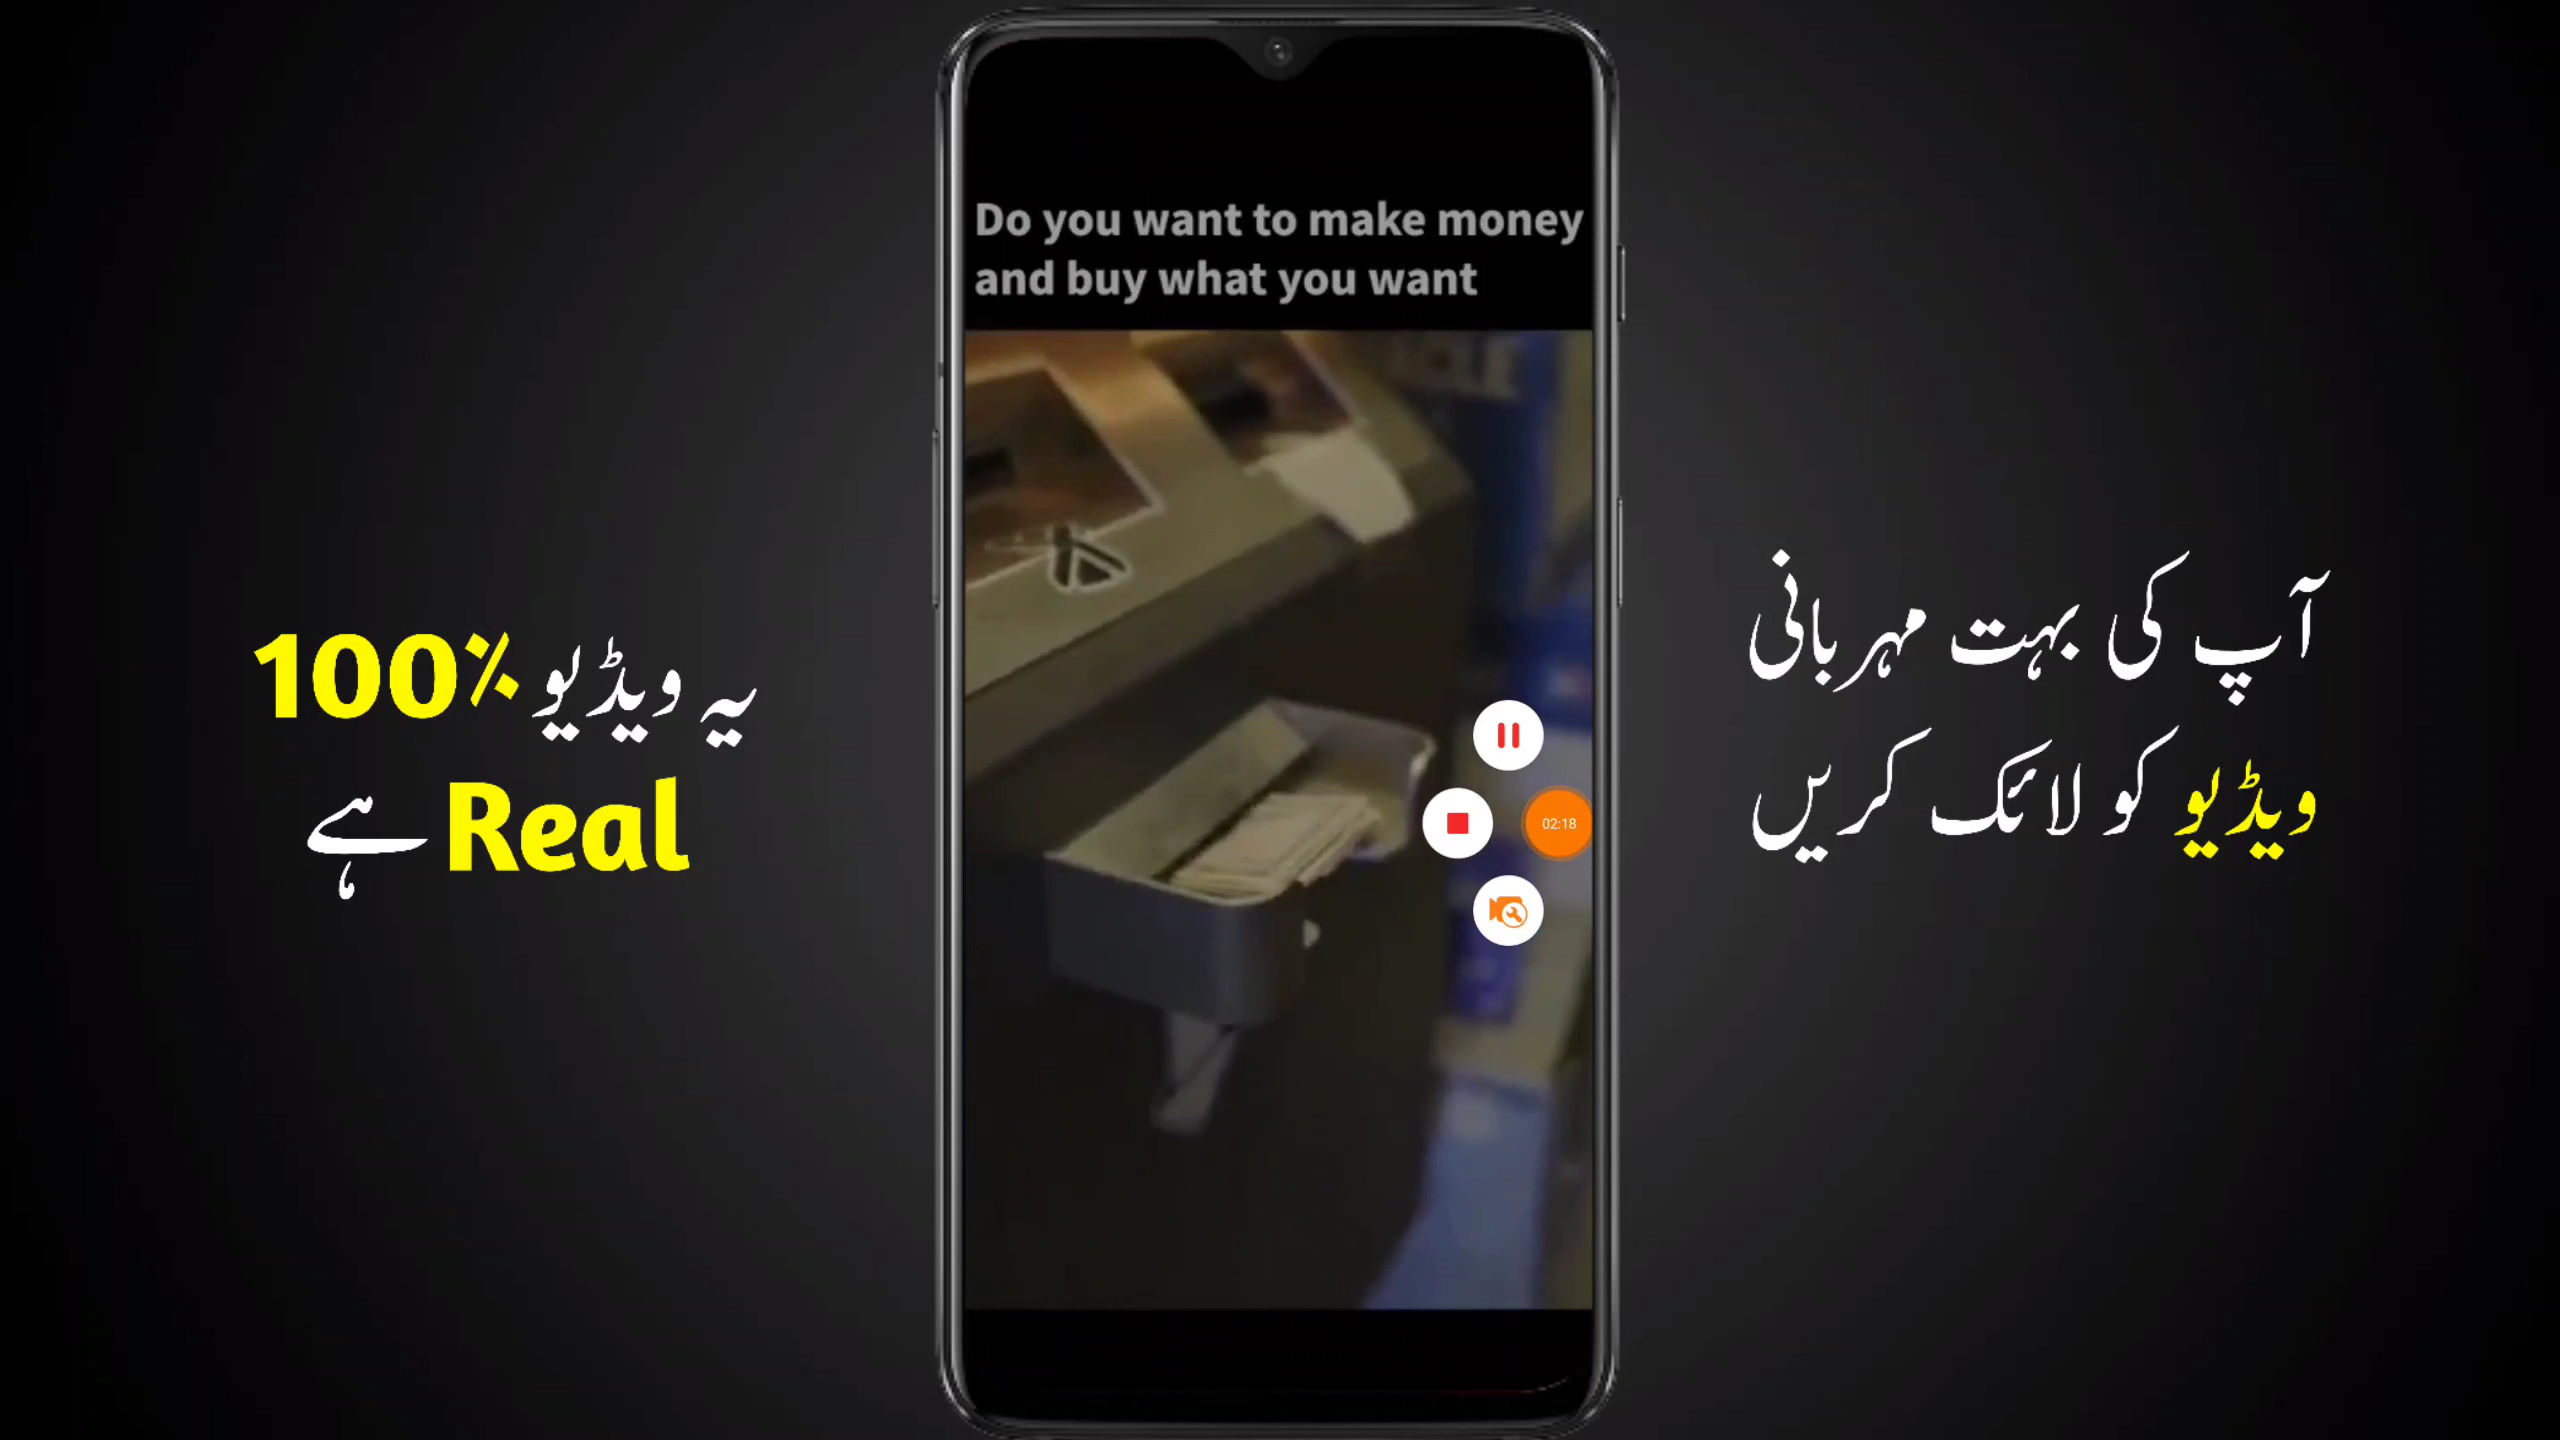 Do you want to make money
and buy what you want
یہ ویڈیو 100%
Real ہے
آپ کی بہت مہربانی
ویڈیو کو لائک کریں
02:18